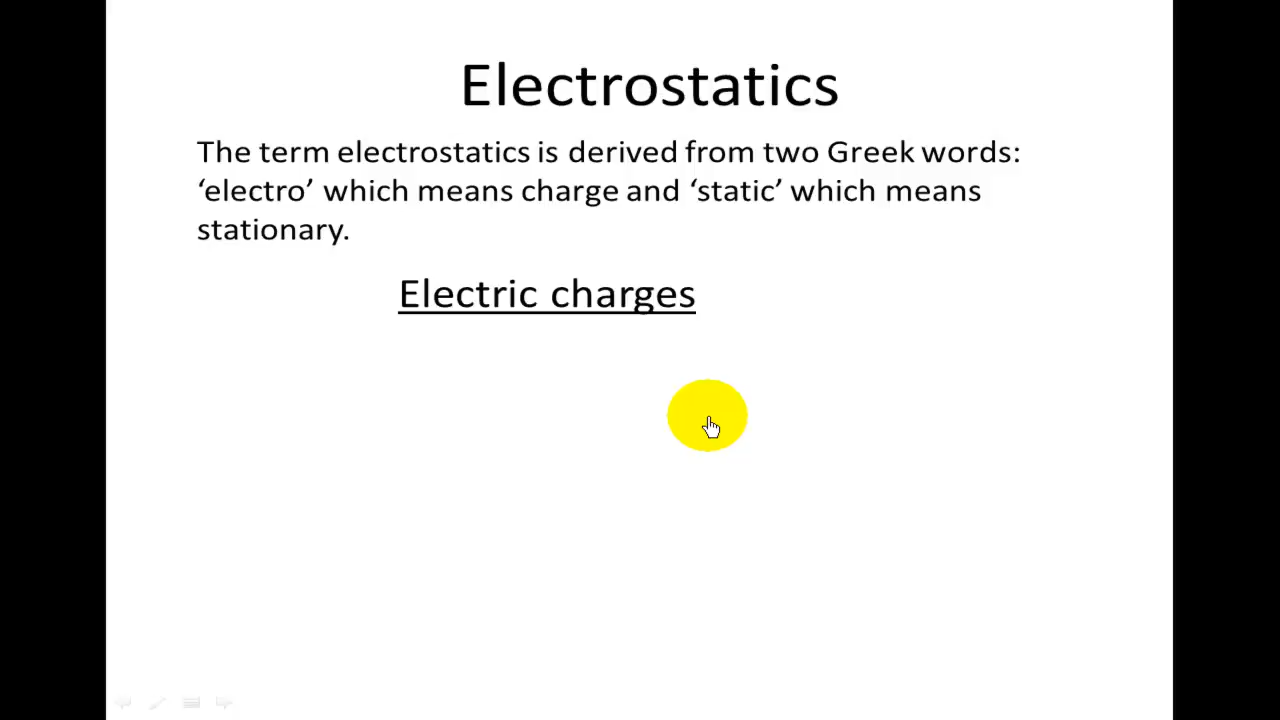 Electrostatics
The term electrostatics is derived from two Greek words:
‘electro’ which means charge and ‘static’ which means
stationary.
Electric charges